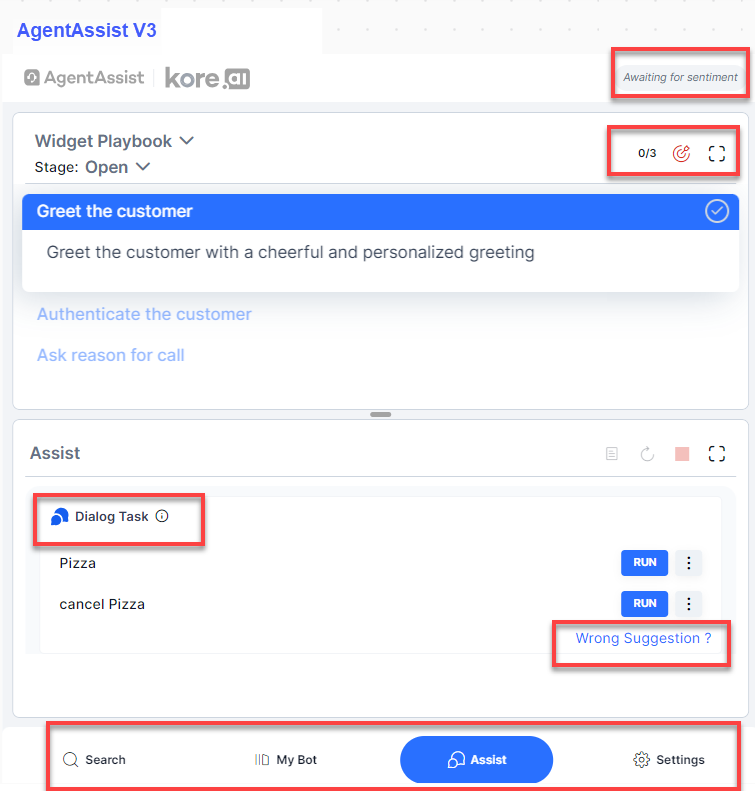 AgentAssist V3
AgentAssist kore.ai
Awaiting for sentiment
Widget Playbook
0/3
Stage: Open
Greet the customer
Greet the customer with a cheerful and personalized greeting
Authenticate the customer
Ask reason for call
Assist
Dialog Task
Pizza RUN
cancel Pizza RUN
Wrong Suggestion ?
Search My Bot Assist Settings